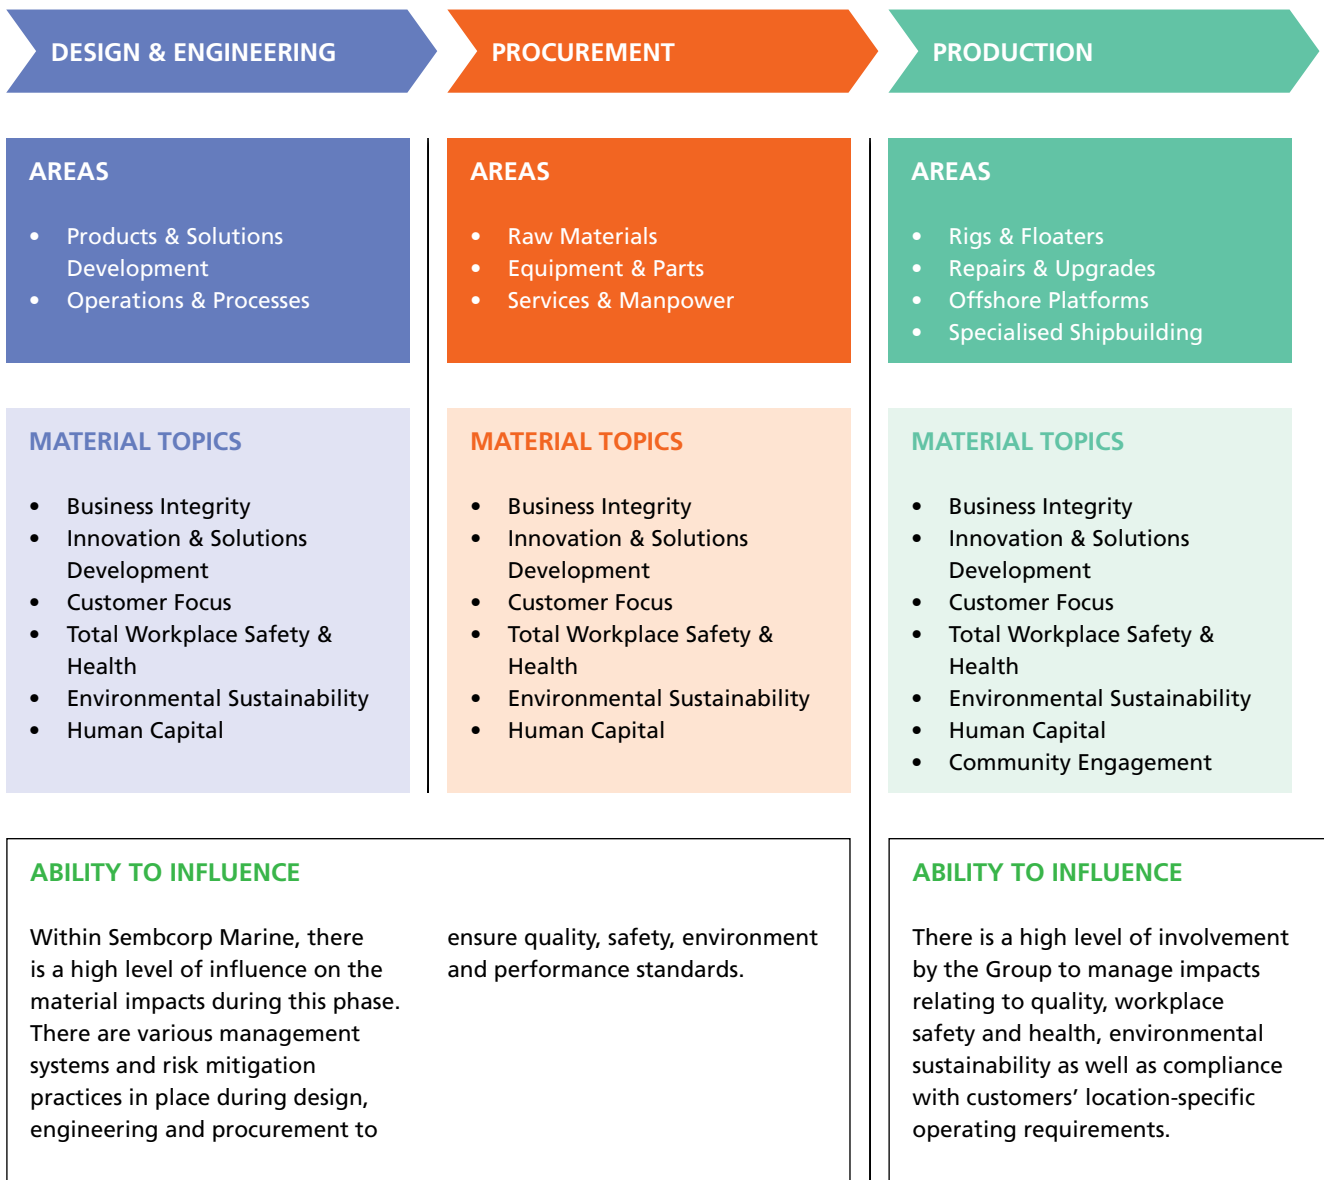 DESIGN & ENGINEERING
PROCUREMENT
PRODUCTION
AREAS
• Products & Solutions
Development
• Operations & Processes
AREAS
• Raw Materials
• Equipment & Parts
• Services & Manpower
AREAS
• Rigs & Floaters
• Repairs & Upgrades
• Offshore Platforms
• Specialised Shipbuilding
MATERIAL TOPICS
• Business Integrity
• Innovation & Solutions
Development
• Customer Focus
• Total Workplace Safety &
Health
• Environmental Sustainability
• Human Capital
MATERIAL TOPICS
• Business Integrity
• Innovation & Solutions
Development
• Customer Focus
• Total Workplace Safety &
Health
• Environmental Sustainability
• Human Capital
MATERIAL TOPICS
• Business Integrity
• Innovation & Solutions
Development
• Customer Focus
• Total Workplace Safety &
Health
• Environmental Sustainability
• Human Capital
• Community Engagement
ABILITY TO INFLUENCE
Within Sembcorp Marine, there
is a high level of influence on the
material impacts during this phase.
There are various management
systems and risk mitigation
practices in place during design,
engineering and procurement to
ensure quality, safety, environment
and performance standards.
ABILITY TO INFLUENCE
There is a high level of involvement
by the Group to manage impacts
relating to quality, workplace
safety and health, environmental
sustainability as well as compliance
with customers’ location-specific
operating requirements.